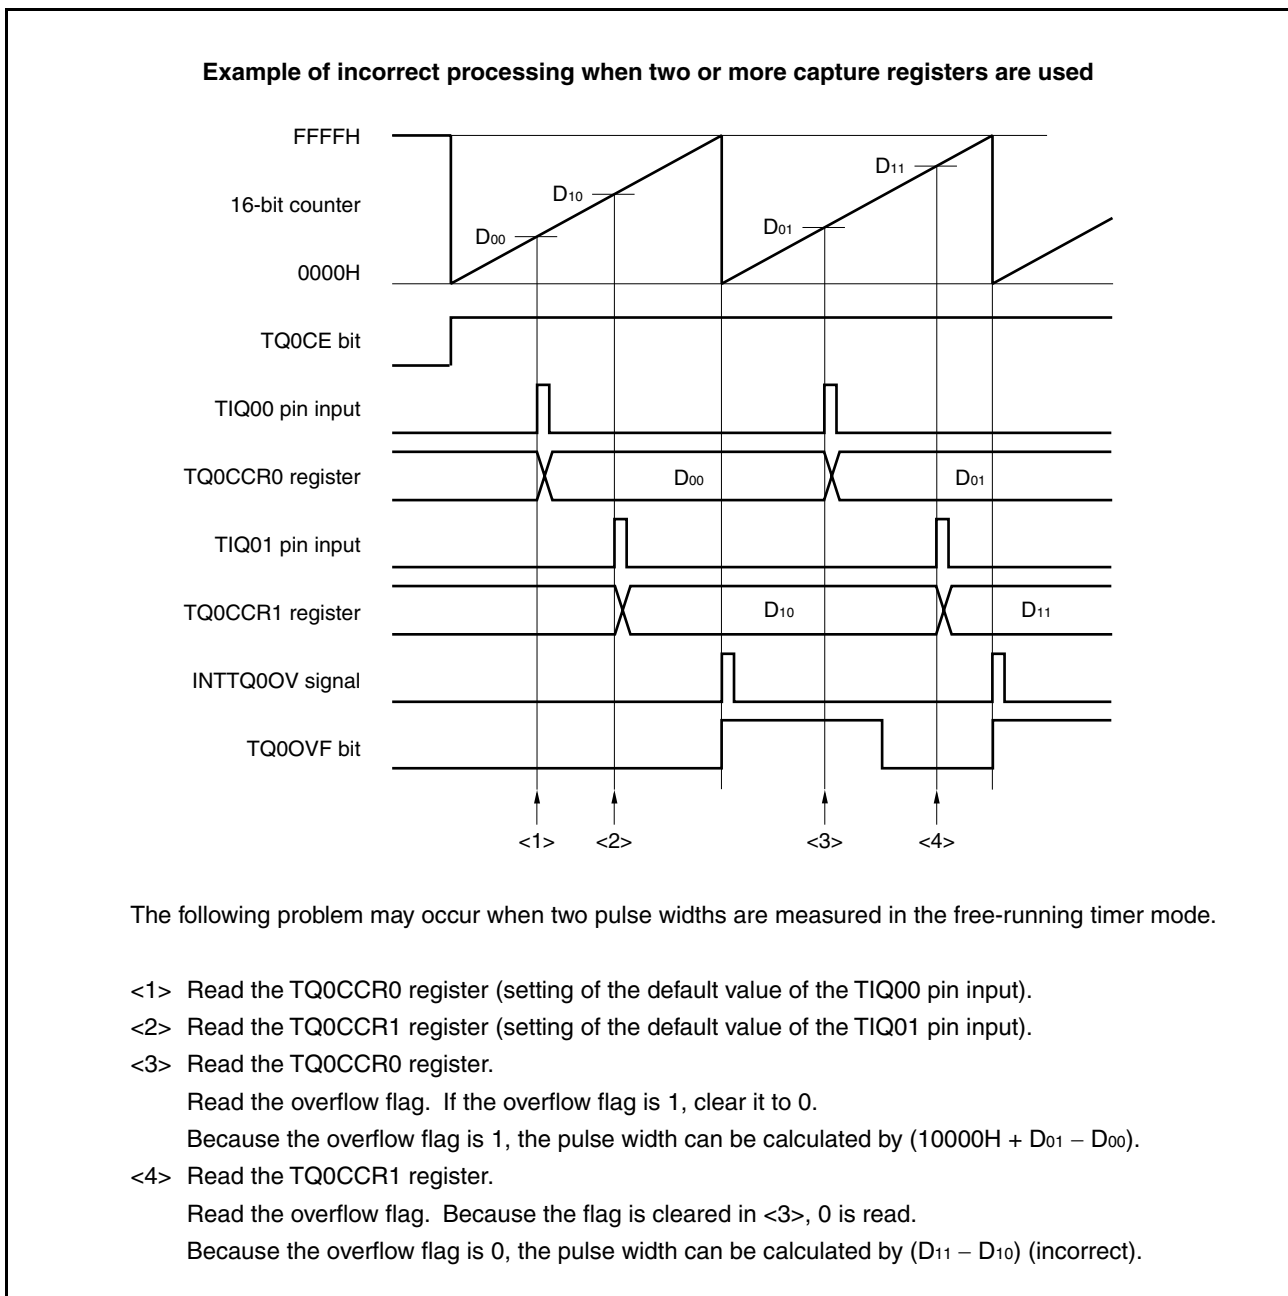 Example of incorrect processing when two or more capture registers are used
FFFFH
D11
D10
16-bit counter
D01
D00
0000H
TQ0CE bit
TIQ00 pin input
TQ0CCR0 register
D00
D01
TIQ01 pin input
TQ0CCR1 register
D10
D11
INTTQ0OV signal
TQ0OVF bit
<1> <2> <3> <4>
The following problem may occur when two pulse widths are measured in the free-running timer mode.
<1> Read the TQ0CCR0 register (setting of the default value of the TIQ00 pin input).
<2> Read the TQ0CCR1 register (setting of the default value of the TIQ01 pin input).
<3> Read the TQ0CCR0 register.
Read the overflow flag. If the overflow flag is 1, clear it to 0.
Because the overflow flag is 1, the pulse width can be calculated by (10000H + D01 − D00).
<4> Read the TQ0CCR1 register.
Read the overflow flag. Because the flag is cleared in <3>, 0 is read.
Because the overflow flag is 0, the pulse width can be calculated by (D11 − D10) (incorrect).